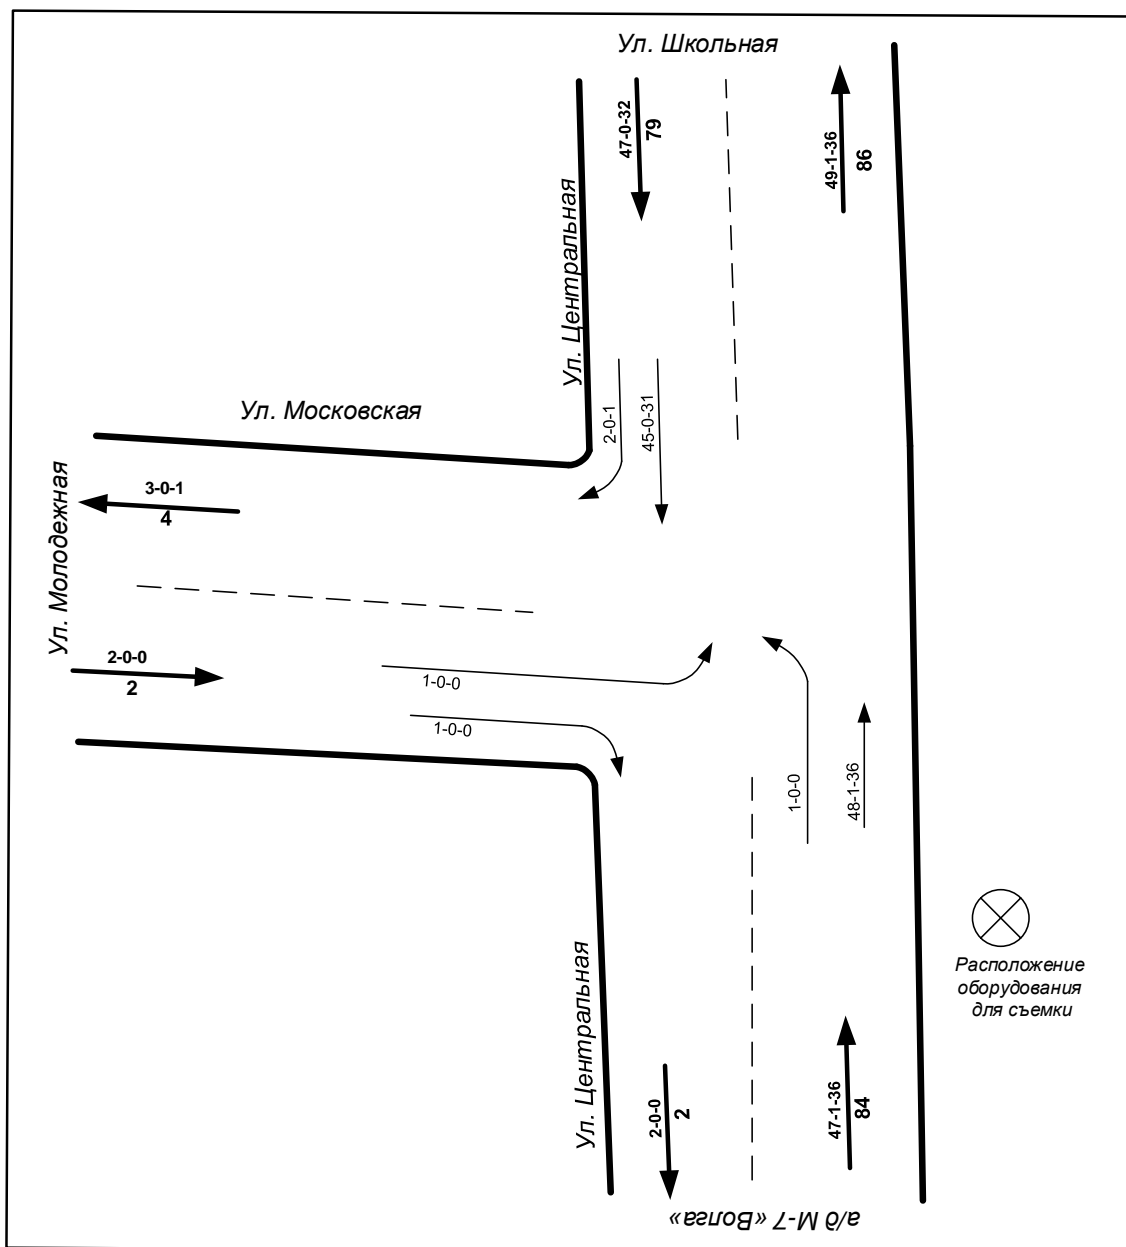 Ул. Школьная
47-0-32
79
49-1-36
86
Ул. Центральная
Ул. Московская
2-0-1
45-0-31
Ул. Молодежная
3-0-1
4
2-0-0
2
1-0-0
1-0-0
1-0-0
48-1-36
Расположение
оборудования
для съемки
Ул. Центральная
2-0-0
2
47-1-36
84
а/д М-7 «Волга»